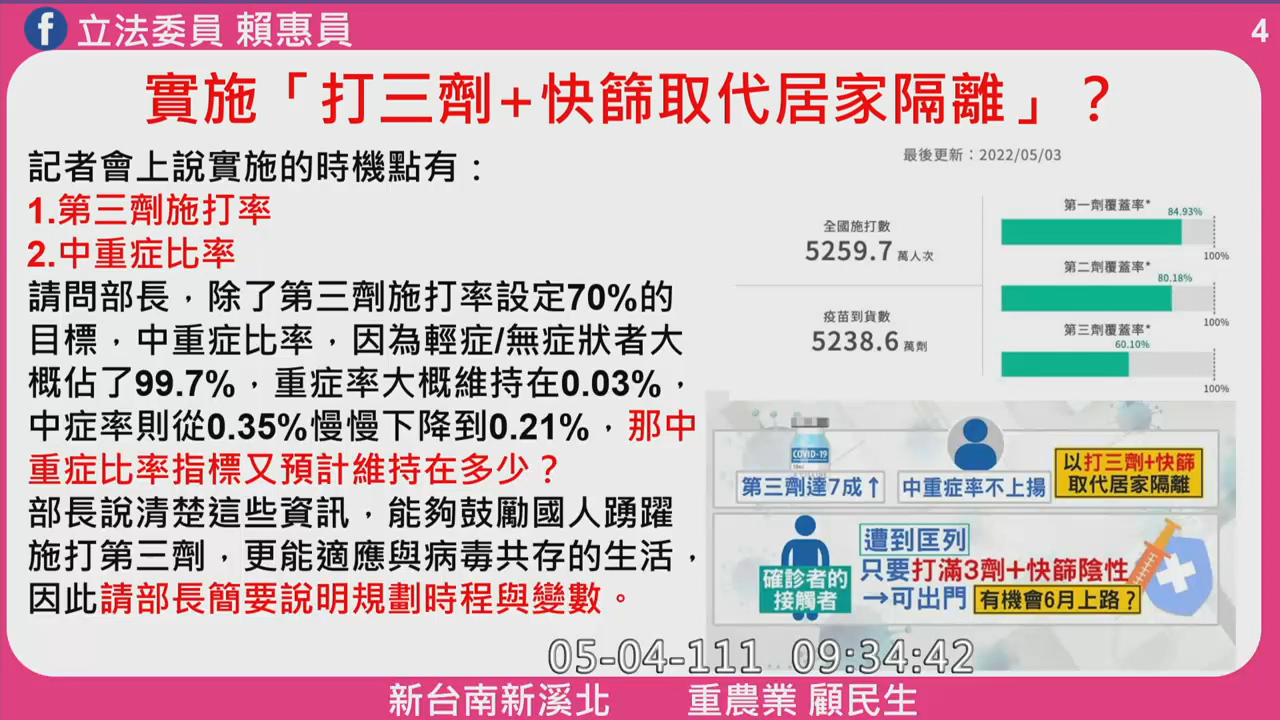 f 立法委員 賴惠員
4
實施「打三劑+快篩取代居家隔離」?
記者會上說實施的時機點有：
1.第三劑施打率
2.中重症比率
請問部長，除了第三劑施打率設定70%的
目標，中重症比率，因為輕症/無症狀者大
概佔了99.7%，重症率大概維持在0.03%，
中症率則從0.35%慢慢下降到0.21%，那中
重症比率指標又預計維持在多少？
部長說清楚這些資訊，能夠鼓勵國人踴躍
施打第三劑，更能適應與病毒共存的生活，
因此請部長簡要說明規劃時程與變數。
最後更新：2022/05/03
全國施打數
5259.7 萬人次
疫苗到貨數
5238.6 萬劑
第一劑覆蓋率*
84.93%
100%
第二劑覆蓋率*
80.18%
100%
第三劑覆蓋率*
60.10%
100%
COVID-19
第三劑達7成↑
中重症率不上揚
以打三劑+快篩
取代居家隔離
確診者的
接觸者
遭到匡列
只要打滿3劑+快篩陰性
→可出門
有機會6月上路？
05-04-111 09:34:42
新台南新溪北 重農業 顧民生